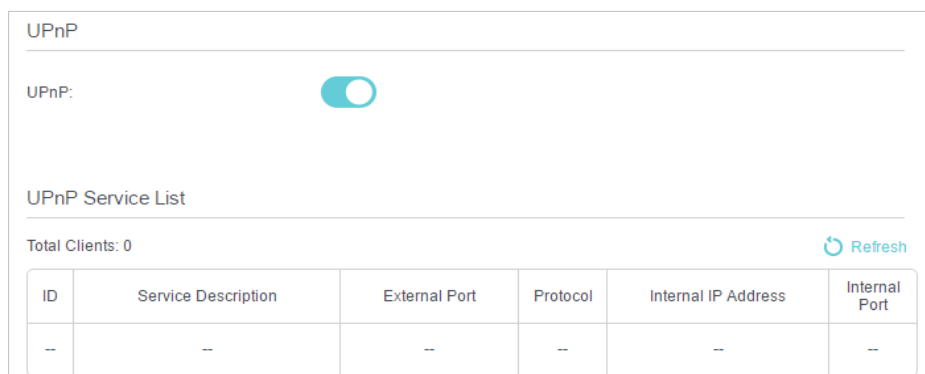 UPnP
UPnP:
UPnP Service List
Total Clients: 0
Refresh
ID Service Description External Port Protocol Internal IP Address Internal Port
-- -- -- -- -- --